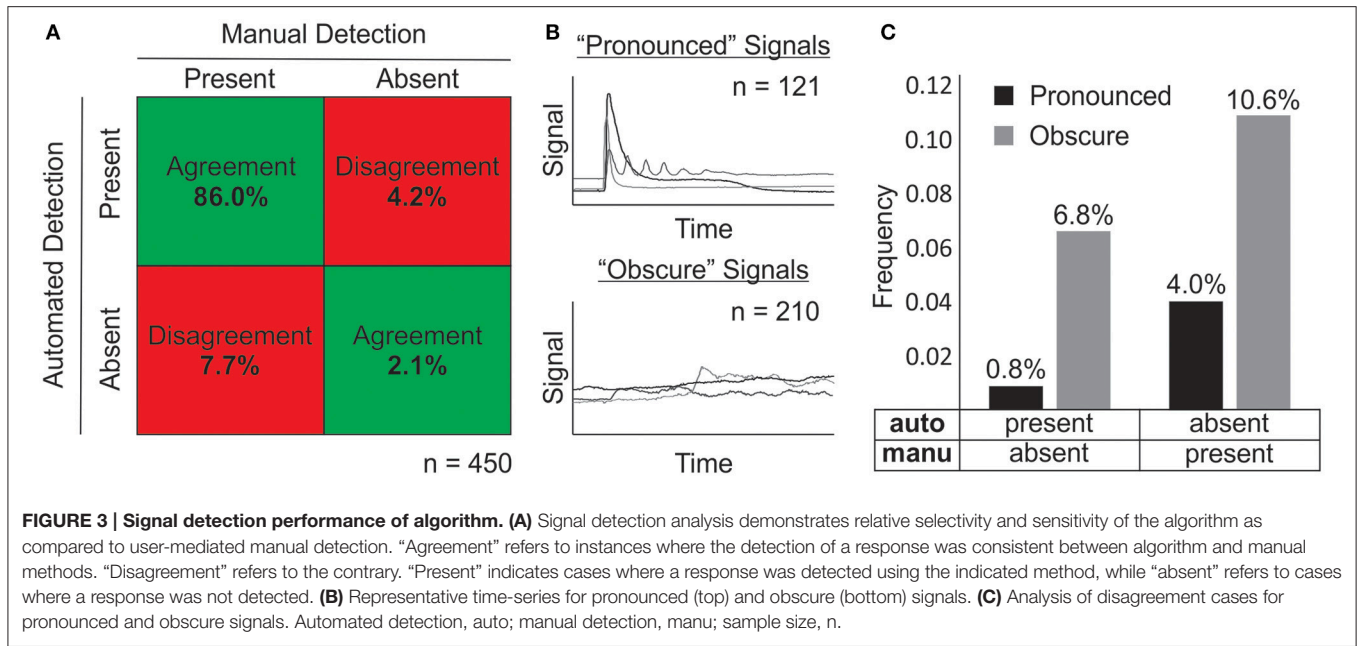 A
Manual Detection
Present
Absent
Automated Detection
Present
Absent
Agreement
86.0%
Disagreement
4.2%
Disagreement
7.7%
Agreement
2.1%
n = 450
B
“Pronounced” Signals
n = 121
Signal
Time
“Obscure” Signals
n = 210
Signal
Time
C
Pronounced
Obscure
Frequency
0.12
0.10
0.08
0.06
0.04
0.02
0.8%
6.8%
4.0%
10.6%
auto present absent
manu absent present
FIGURE 3 | Signal detection performance of algorithm. (A) Signal detection analysis demonstrates relative selectivity and sensitivity of the algorithm as
compared to user-mediated manual detection. “Agreement” refers to instances where the detection of a response was consistent between algorithm and manual
methods. “Disagreement” refers to the contrary. “Present” indicates cases where a response was detected using the indicated method, while “absent” refers to cases
where a response was not detected. (B) Representative time-series for pronounced (top) and obscure (bottom) signals. (C) Analysis of disagreement cases for
pronounced and obscure signals. Automated detection, auto; manual detection, manu; sample size, n.